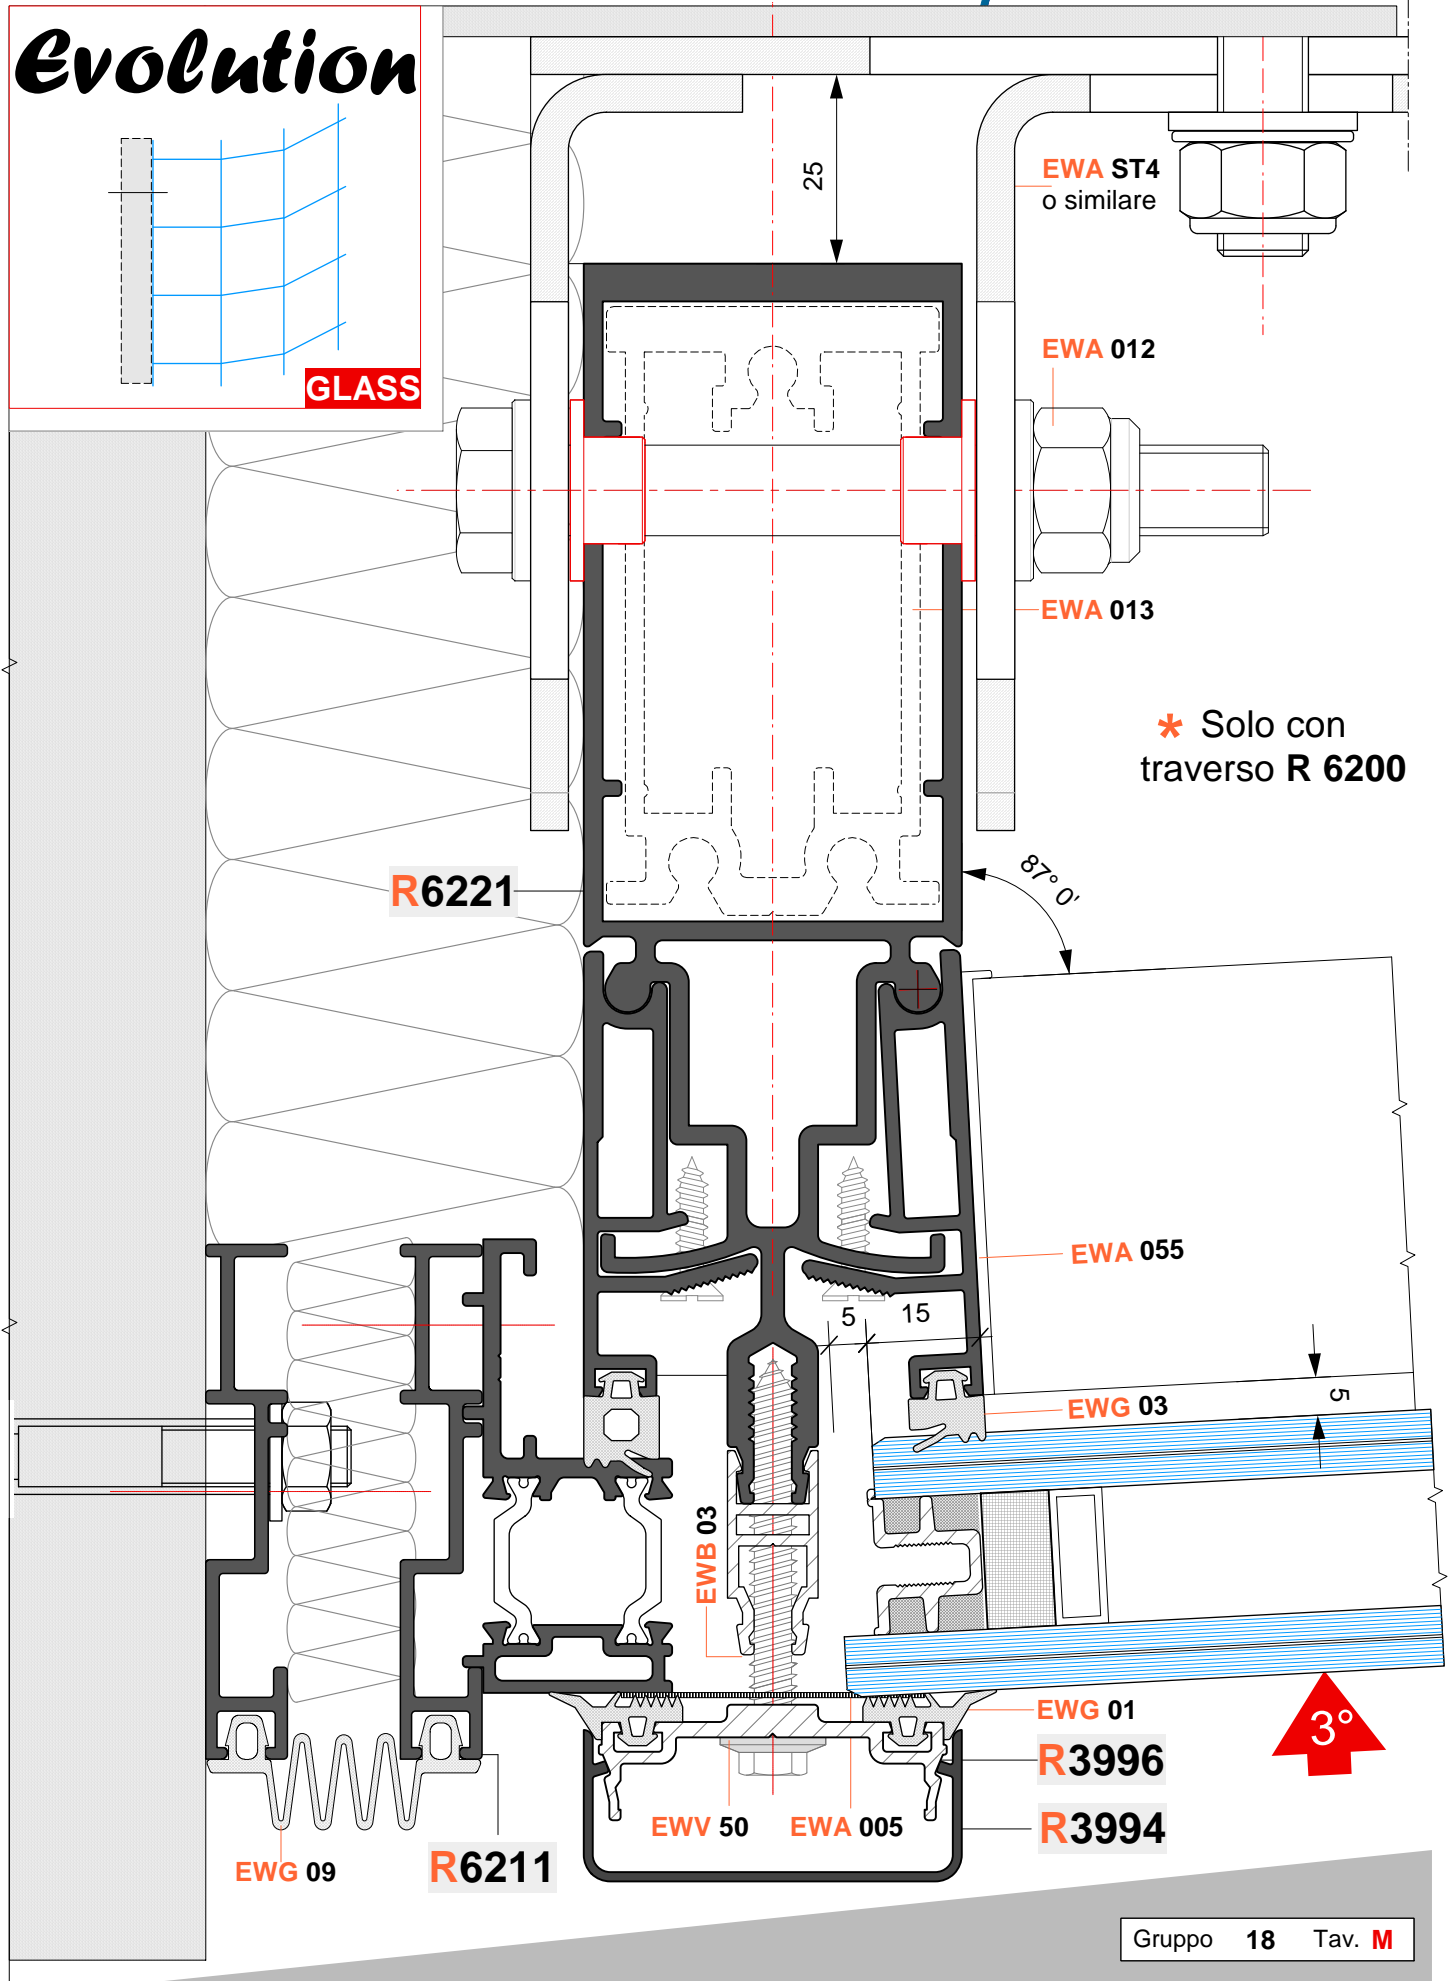 Evolution
GLASS
25
EWA ST4
o similare
EWA 012
EWA 013
* Solo con
traverso R 6200
R6221
87° 0'
EWA 055
5
15
EWG 03
5
EWB 03
EWG 01
3°
R3996
EWV 50
EWA 005
R3994
EWG 09
R6211
Gruppo 18 Tav. M